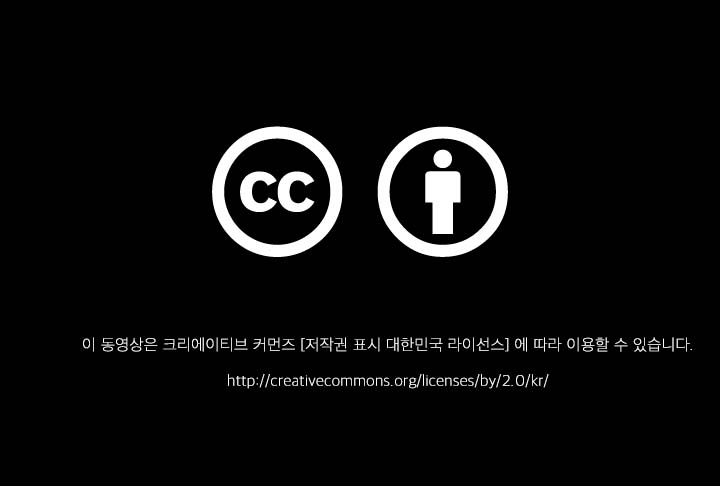 cc
이 동영상은 크리에이티브 커먼즈 [저작권 표시 대한민국 라이선스] 에 따라 이용할 수 있습니다.
http://creativecommons.org/licenses/by/2.0/kr/